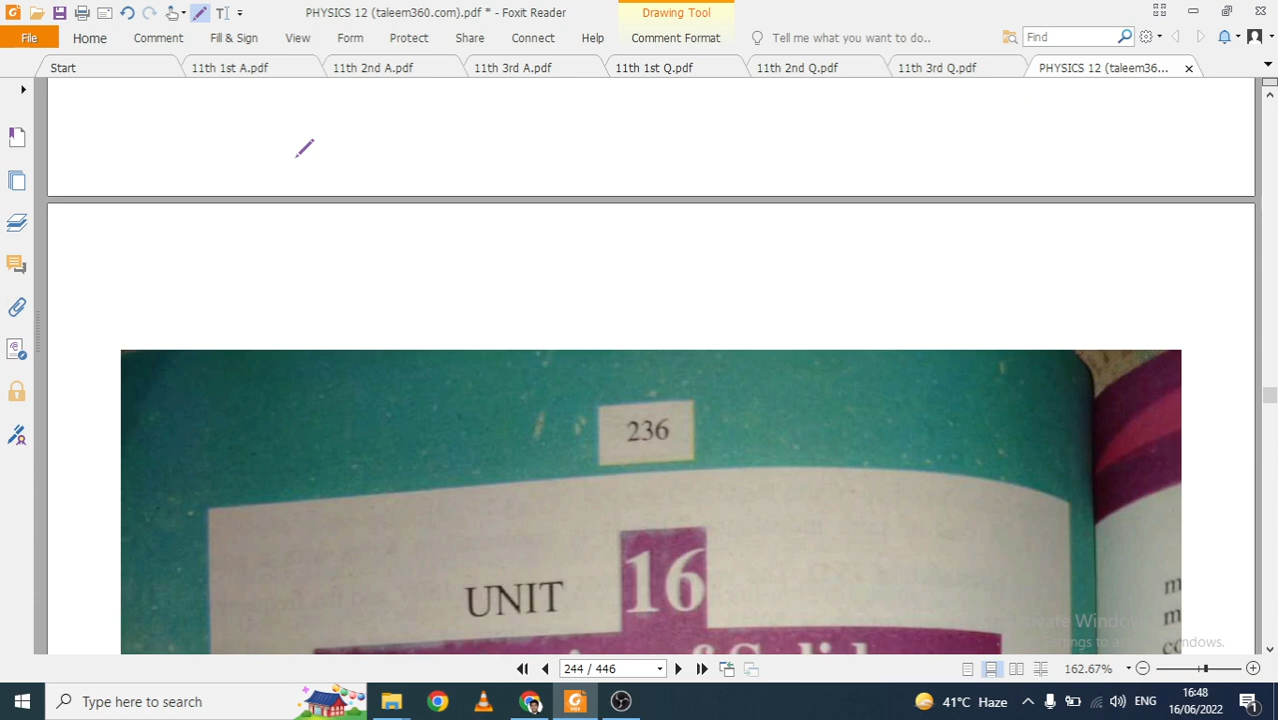 PHYSICS 12 (taleem360.com).pdf * - Foxit Reader
Drawing Tool
File
Home
Comment
Fill & Sign
View
Form
Protect
Share
Connect
Help
Comment Format
Tell me what you want to do..
Find
Start
11th 1st A.pdf
11th 2nd A.pdf
11th 3rd A.pdf
11th 1st Q.pdf
11th 2nd Q.pdf
11th 3rd Q.pdf
PHYSICS 12 (taleem36...
236
UNIT 16
244 / 446
162.67%
Type here to search
41°C Haze
ENG
16:48
16/06/2022
1